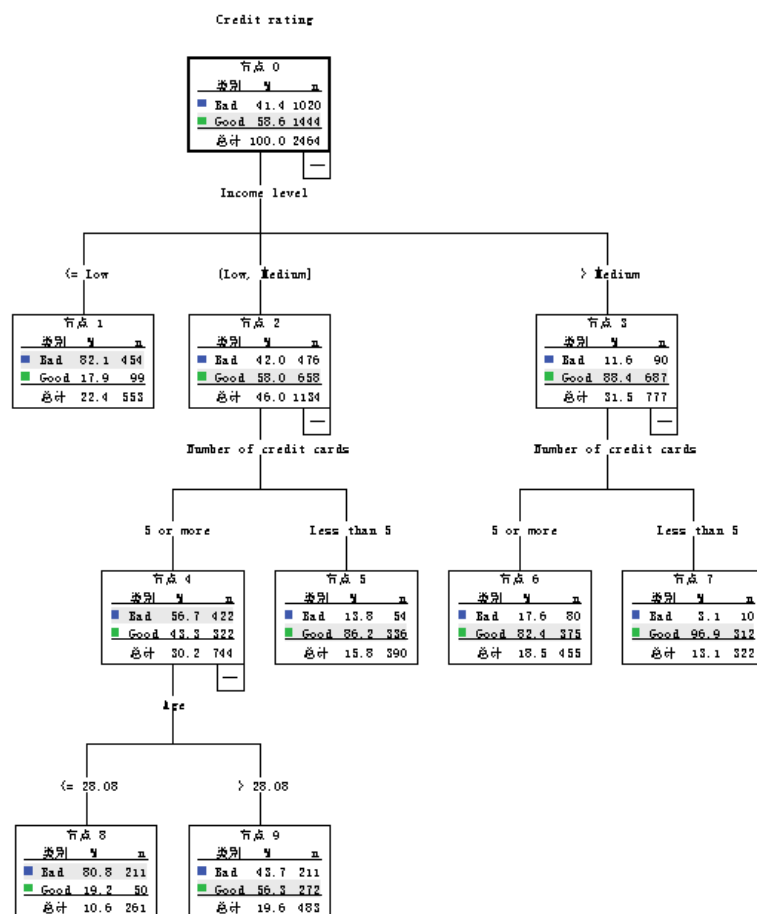 Credit rating
节点 0
类别 % n
Bad 41.4 1020
Good 58.6 1444
总计 100.0 2464
Income level
<= Low
(Low, Medium]
> Medium
节点 1
类别 % n
Bad 82.1 454
Good 17.9 99
总计 22.4 553
节点 2
类别 % n
Bad 42.0 476
Good 58.0 658
总计 46.0 1134
节点 3
类别 % n
Bad 11.6 90
Good 88.4 687
总计 31.5 777
Number of credit cards
Number of credit cards
5 or more
Less than 5
5 or more
Less than 5
节点 4
类别 % n
Bad 56.7 422
Good 43.3 322
总计 30.2 744
节点 5
类别 % n
Bad 13.8 54
Good 86.2 336
总计 15.8 390
节点 6
类别 % n
Bad 17.6 80
Good 82.4 375
总计 18.5 455
节点 7
类别 % n
Bad 3.1 10
Good 96.9 312
总计 13.1 322
Age
<= 28.08
> 28.08
节点 8
类别 % n
Bad 80.8 211
Good 19.2 50
总计 10.6 261
节点 9
类别 % n
Bad 43.7 211
Good 56.3 272
总计 19.6 483